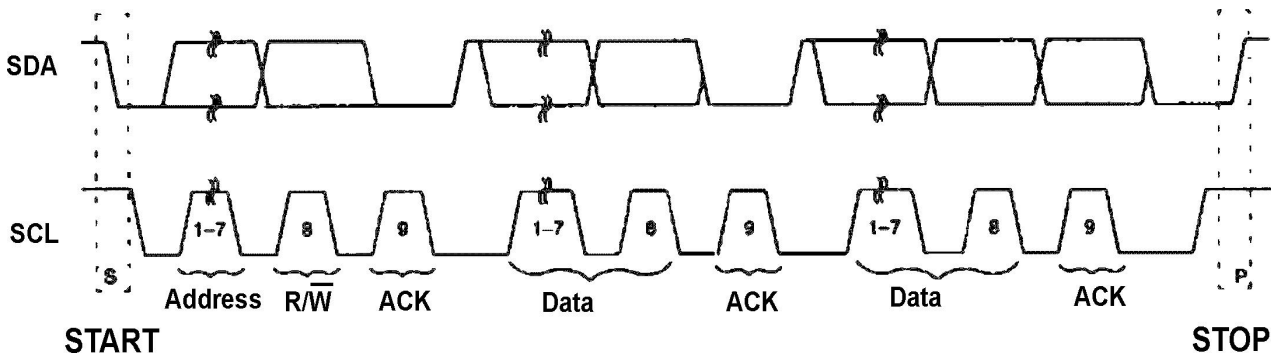 SDA
SCL
1–7 8 9 1–7 8 9 1–7 8 9
S P
Address R/W̅ ACK Data ACK Data ACK
START STOP